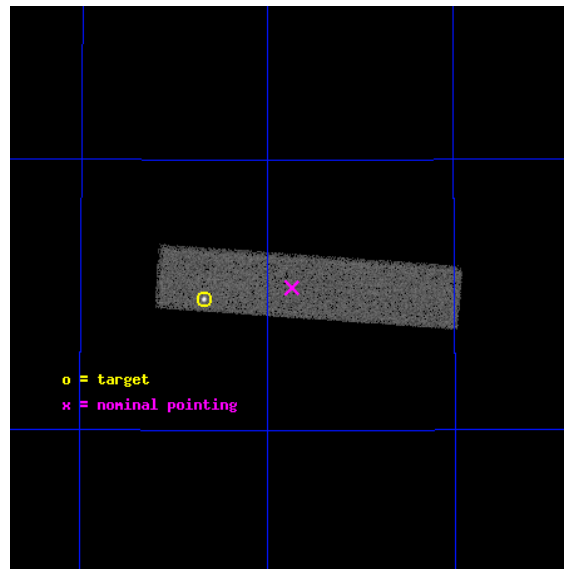 o = target
x = nominal pointing